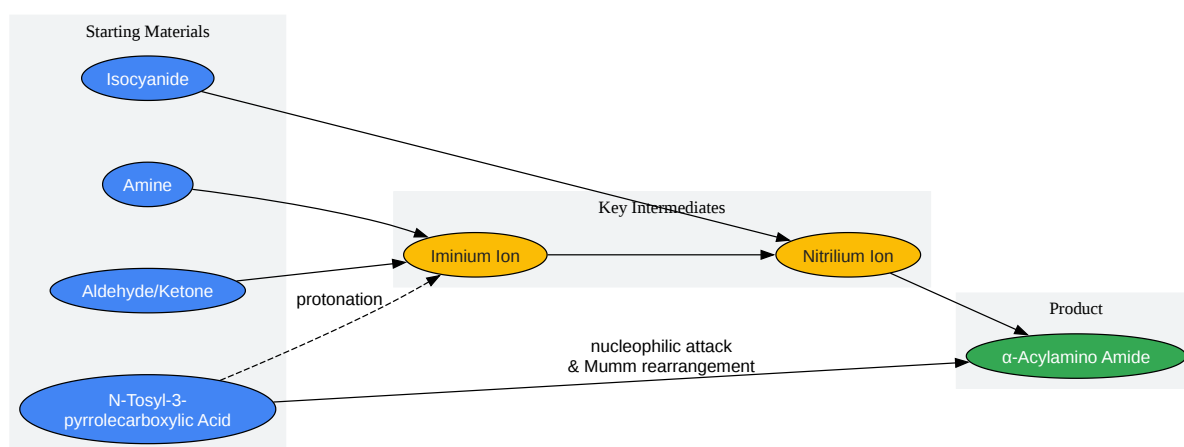 Starting Materials
Isocyanide
Amine
Key Intermediates
Iminium Ion
Nitrilium Ion
Aldehyde/Ketone
protonation
Product
nucleophilic attack
& Mumm rearrangement
α-Acylamino Amide
N-Tosyl-3-
pyrrolecarboxylic Acid